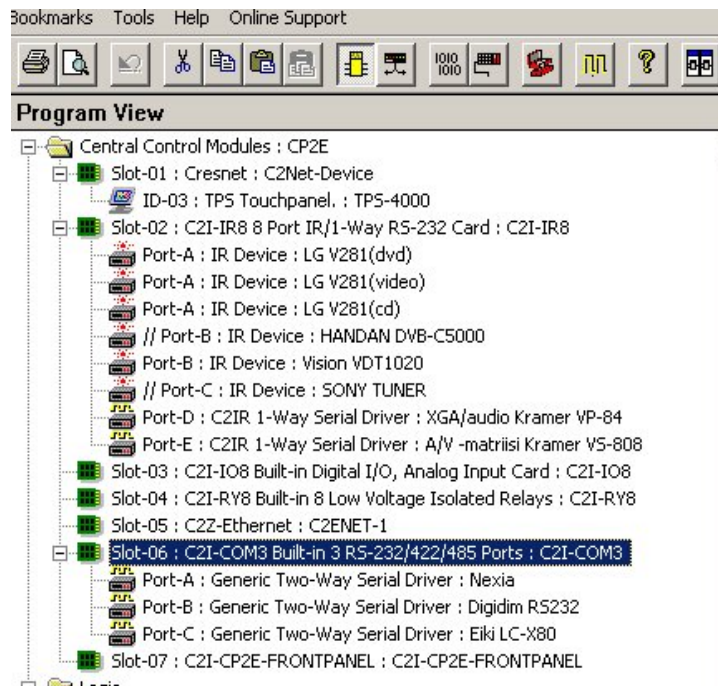 Bookmarks Tools Help Online Support
1010
1010
?
Program View
Central Control Modules : CP2E
Slot-01 : Cresnet : C2Net-Device
ID-03 : TPS Touchpanel. : TPS-4000
Slot-02 : C2I-IR8 8 Port IR/1-Way RS-232 Card : C2I-IR8
Port-A : IR Device : LG V281(dvd)
Port-A : IR Device : LG V281(video)
Port-A : IR Device : LG V281(cd)
// Port-B : IR Device : HANDAN DVB-C5000
Port-B : IR Device : Vision VDT1020
// Port-C : IR Device : SONY TUNER
Port-D : C2IR 1-Way Serial Driver : XGA/audio Kramer VP-84
Port-E : C2IR 1-Way Serial Driver : A/V -matriisi Kramer VS-808
Slot-03 : C2I-IO8 Built-in Digital I/O, Analog Input Card : C2I-IO8
Slot-04 : C2I-RY8 Built-in 8 Low Voltage Isolated Relays : C2I-RY8
Slot-05 : C2Z-Ethernet : C2ENET-1
Slot-06 : C2I-COM3 Built-in 3 RS-232/422/485 Ports : C2I-COM3
Port-A : Generic Two-Way Serial Driver : Nexia
Port-B : Generic Two-Way Serial Driver : Digidim RS232
Port-C : Generic Two-Way Serial Driver : Eiki LC-X80
Slot-07 : C2I-CP2E-FRONTPANEL : C2I-CP2E-FRONTPANEL